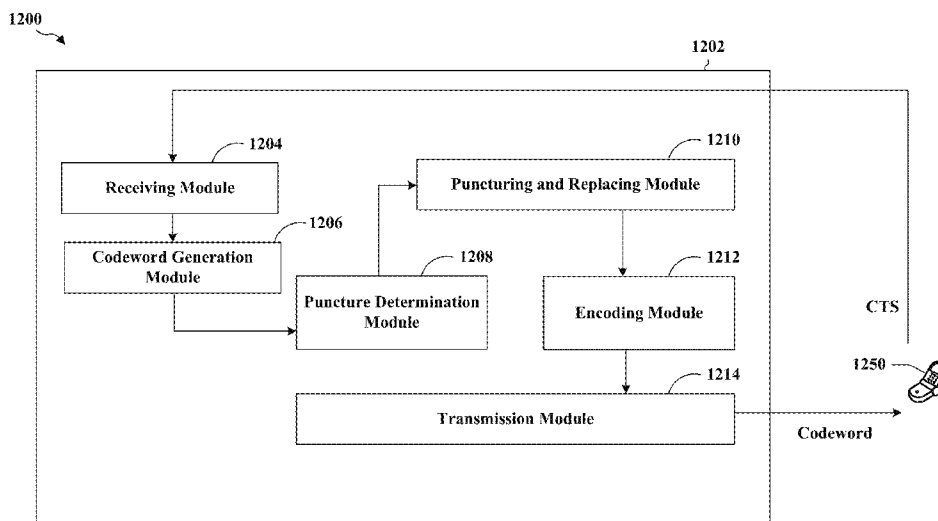 1200
1202
1204
Receiving Module
1206
Codeword Generation
Module
1208
Puncture Determination
Module
1210
Puncturing and Replacing Module
1212
Encoding Module
1214
Transmission Module
CTS
1250
Codeword